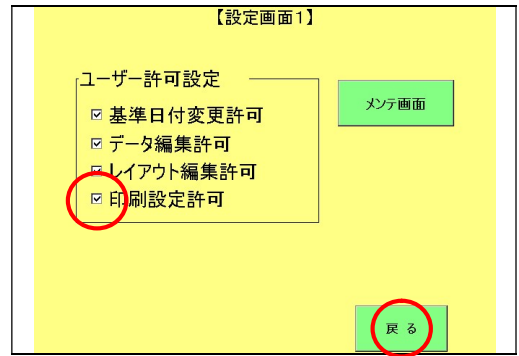 【設定画面1】
ユーザー許可設定
メンテ画面
基準日付変更許可
データ編集許可
レイアウト編集許可
印刷設定許可
戻る